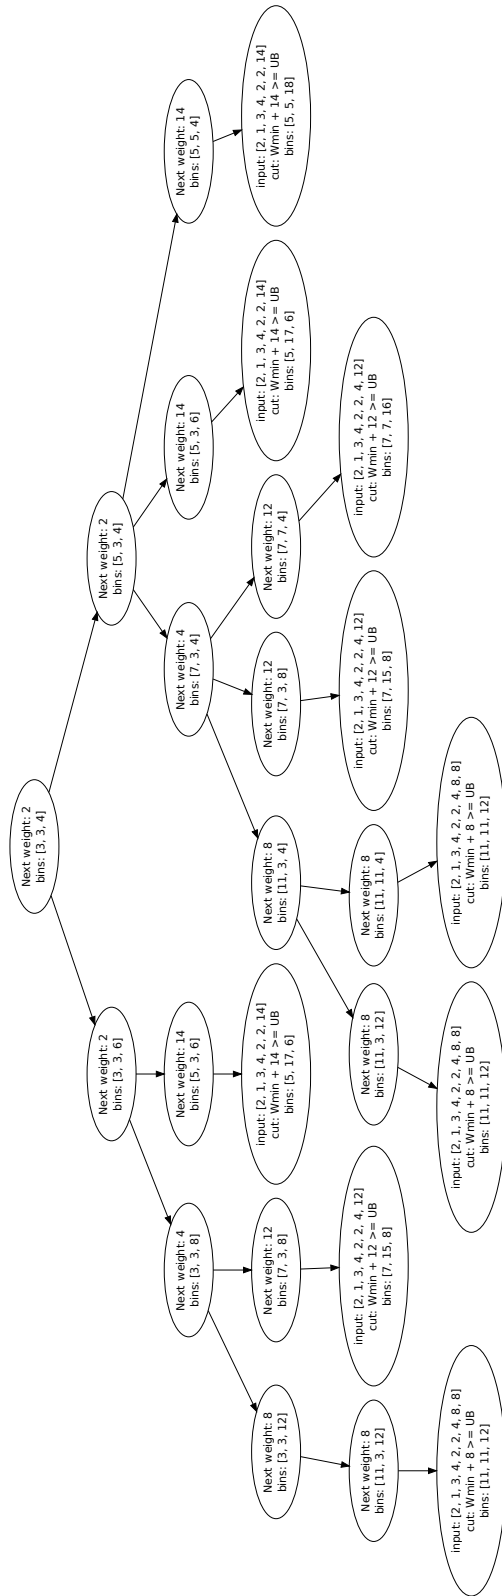 Next weight: 2
bins: [3, 3, 4]
Next weight: 2
bins: [3, 3, 6]
Next weight: 2
bins: [5, 3, 4]
Next weight: 4
bins: [3, 3, 8]
Next weight: 14
bins: [5, 3, 6]
Next weight: 4
bins: [7, 3, 4]
Next weight: 14
bins: [5, 3, 6]
Next weight: 14
bins: [5, 5, 4]
Next weight: 8
bins: [3, 3, 12]
Next weight: 12
bins: [7, 3, 8]
input: [2, 1, 3, 4, 2, 2, 14]
cut: Wmin + 14 >= UB
bins: [5, 17, 6]
Next weight: 8
bins: [11, 3, 4]
Next weight: 12
bins: [7, 3, 8]
Next weight: 12
bins: [7, 7, 4]
input: [2, 1, 3, 4, 2, 2, 14]
cut: Wmin + 14 >= UB
bins: [5, 17, 6]
input: [2, 1, 3, 4, 2, 2, 14]
cut: Wmin + 14 >= UB
bins: [5, 5, 18]
Next weight: 8
bins: [11, 3, 12]
input: [2, 1, 3, 4, 2, 2, 4, 12]
cut: Wmin + 12 >= UB
bins: [7, 15, 8]
Next weight: 8
bins: [11, 3, 12]
Next weight: 8
bins: [11, 11, 4]
input: [2, 1, 3, 4, 2, 2, 4, 12]
cut: Wmin + 12 >= UB
bins: [7, 15, 8]
input: [2, 1, 3, 4, 2, 2, 4, 12]
cut: Wmin + 12 >= UB
bins: [7, 7, 16]
input: [2, 1, 3, 4, 2, 2, 4, 8, 8]
cut: Wmin + 8 >= UB
bins: [11, 11, 12]
input: [2, 1, 3, 4, 2, 2, 4, 8, 8]
cut: Wmin + 8 >= UB
bins: [11, 11, 12]
input: [2, 1, 3, 4, 2, 2, 4, 8, 8]
cut: Wmin + 8 >= UB
bins: [11, 11, 12]